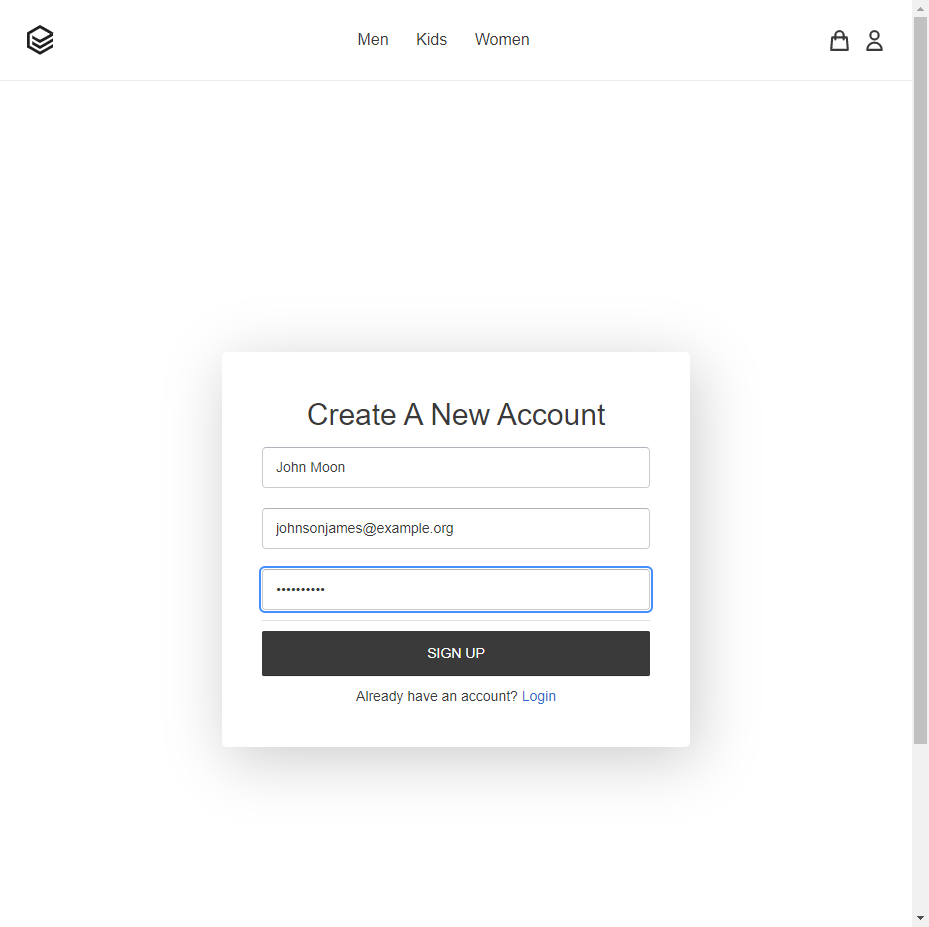 Men Kids Women
Create A New Account
John Moon
johnsonjames@example.org
••••••••••
SIGN UP
Already have an account? Login